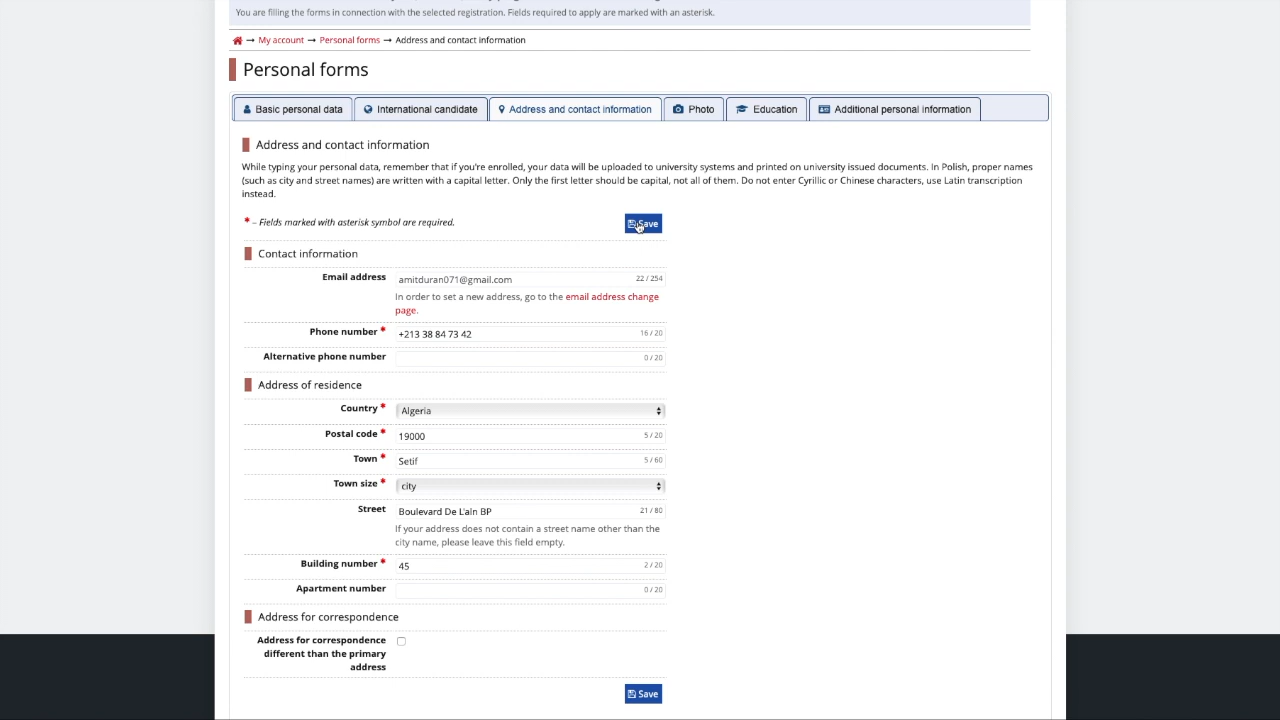 You are filling the forms in connection with the selected registration. Fields required to apply are marked with an asterisk.
→ My account → Personal forms → Address and contact information
Personal forms
Basic personal data International candidate Address and contact information Photo Education Additional personal information
Address and contact information
While typing your personal data, remember that if you're enrolled, your data will be uploaded to university systems and printed on university issued documents. In Polish, proper names
(such as city and street names) are written with a capital letter. Only the first letter should be capital, not all of them. Do not enter Cyrillic or Chinese characters, use Latin transcription
instead.
* – Fields marked with asterisk symbol are required.
Save
Contact information
Email address amitduran071@gmail.com 22 / 254
In order to set a new address, go to the email address change
page.
Phone number * +213 38 84 73 42 16 / 20
Alternative phone number 0 / 20
Address of residence
Country * Algeria
Postal code * 19000 5 / 20
Town * Setif 5 / 60
Town size * city
Street Boulevard De L'aln BP 21 / 80
If your address does not contain a street name other than the
city name, please leave this field empty.
Building number * 45 2 / 20
Apartment number 0 / 20
Address for correspondence
Address for correspondence
different than the primary
address
Save